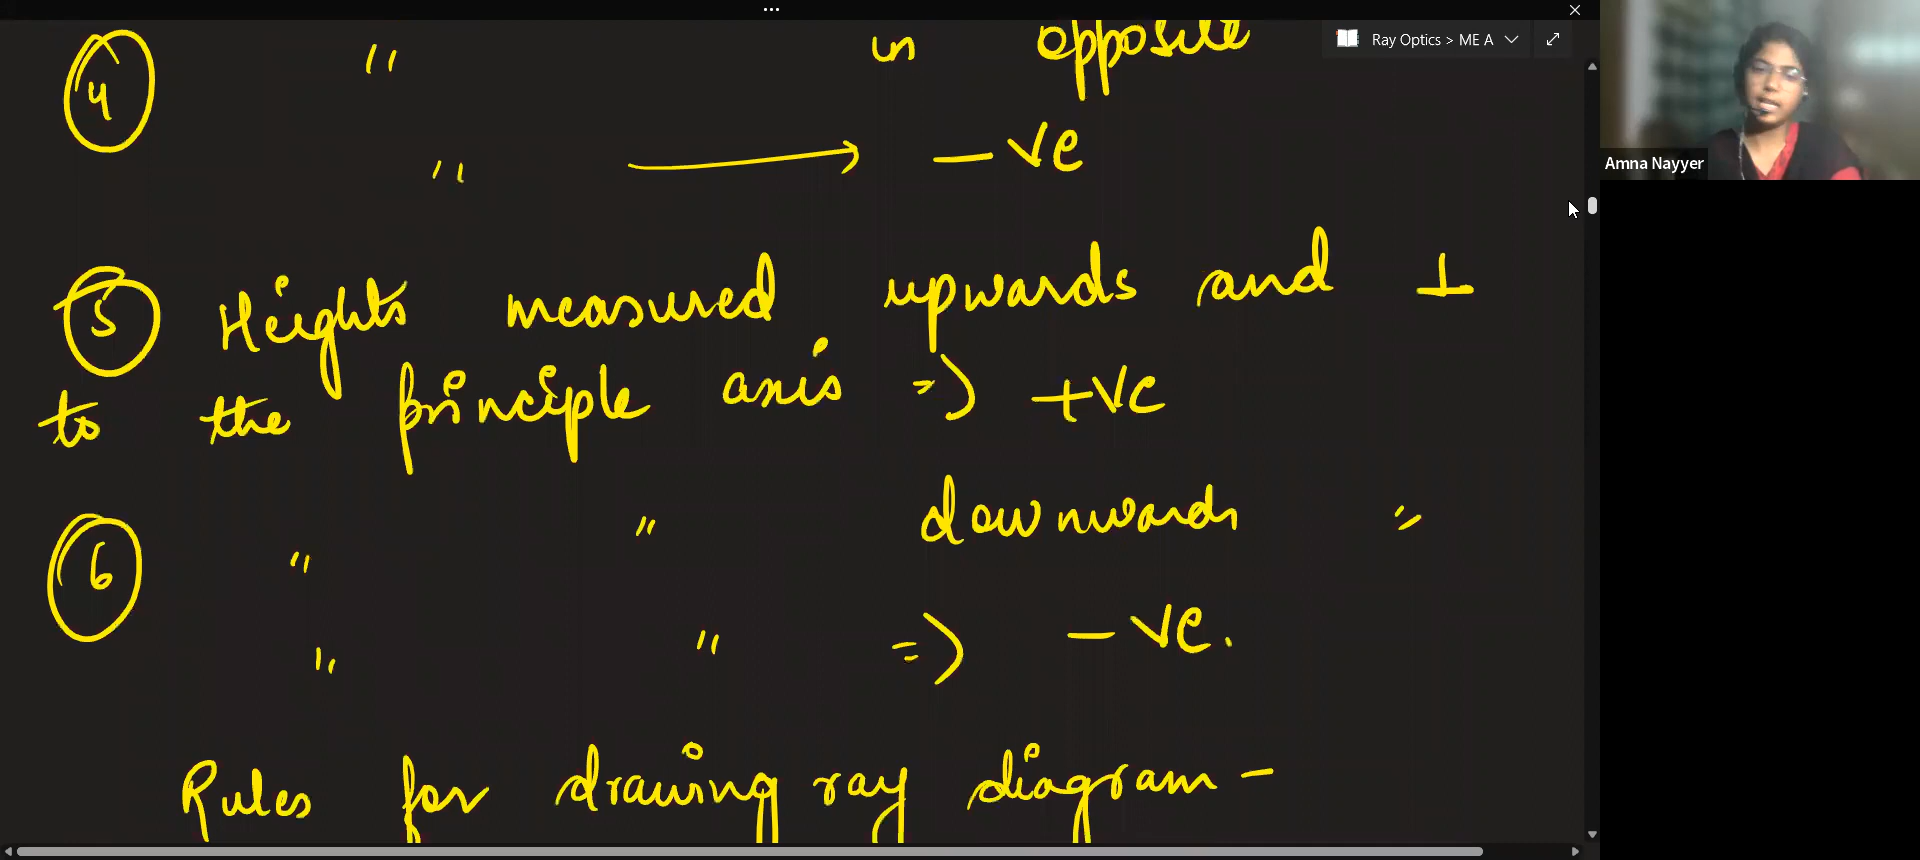 Ray Optics > ME A
④ " in opposite
" → -ve
⑤ Heights measured upwards and ⊥
to the principle axis => +ve
⑥ " " downwards "
" " => -ve.
Rules for drawing ray diagram -
Amna Nayyer